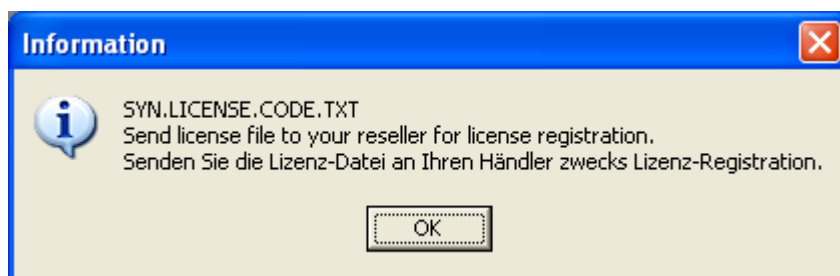 Information
SYN.LICENSE.CODE.TXT
Send license file to your reseller for license registration.
Senden Sie die Lizenz-Datei an Ihren Händler zwecks Lizenz-Registration.
OK